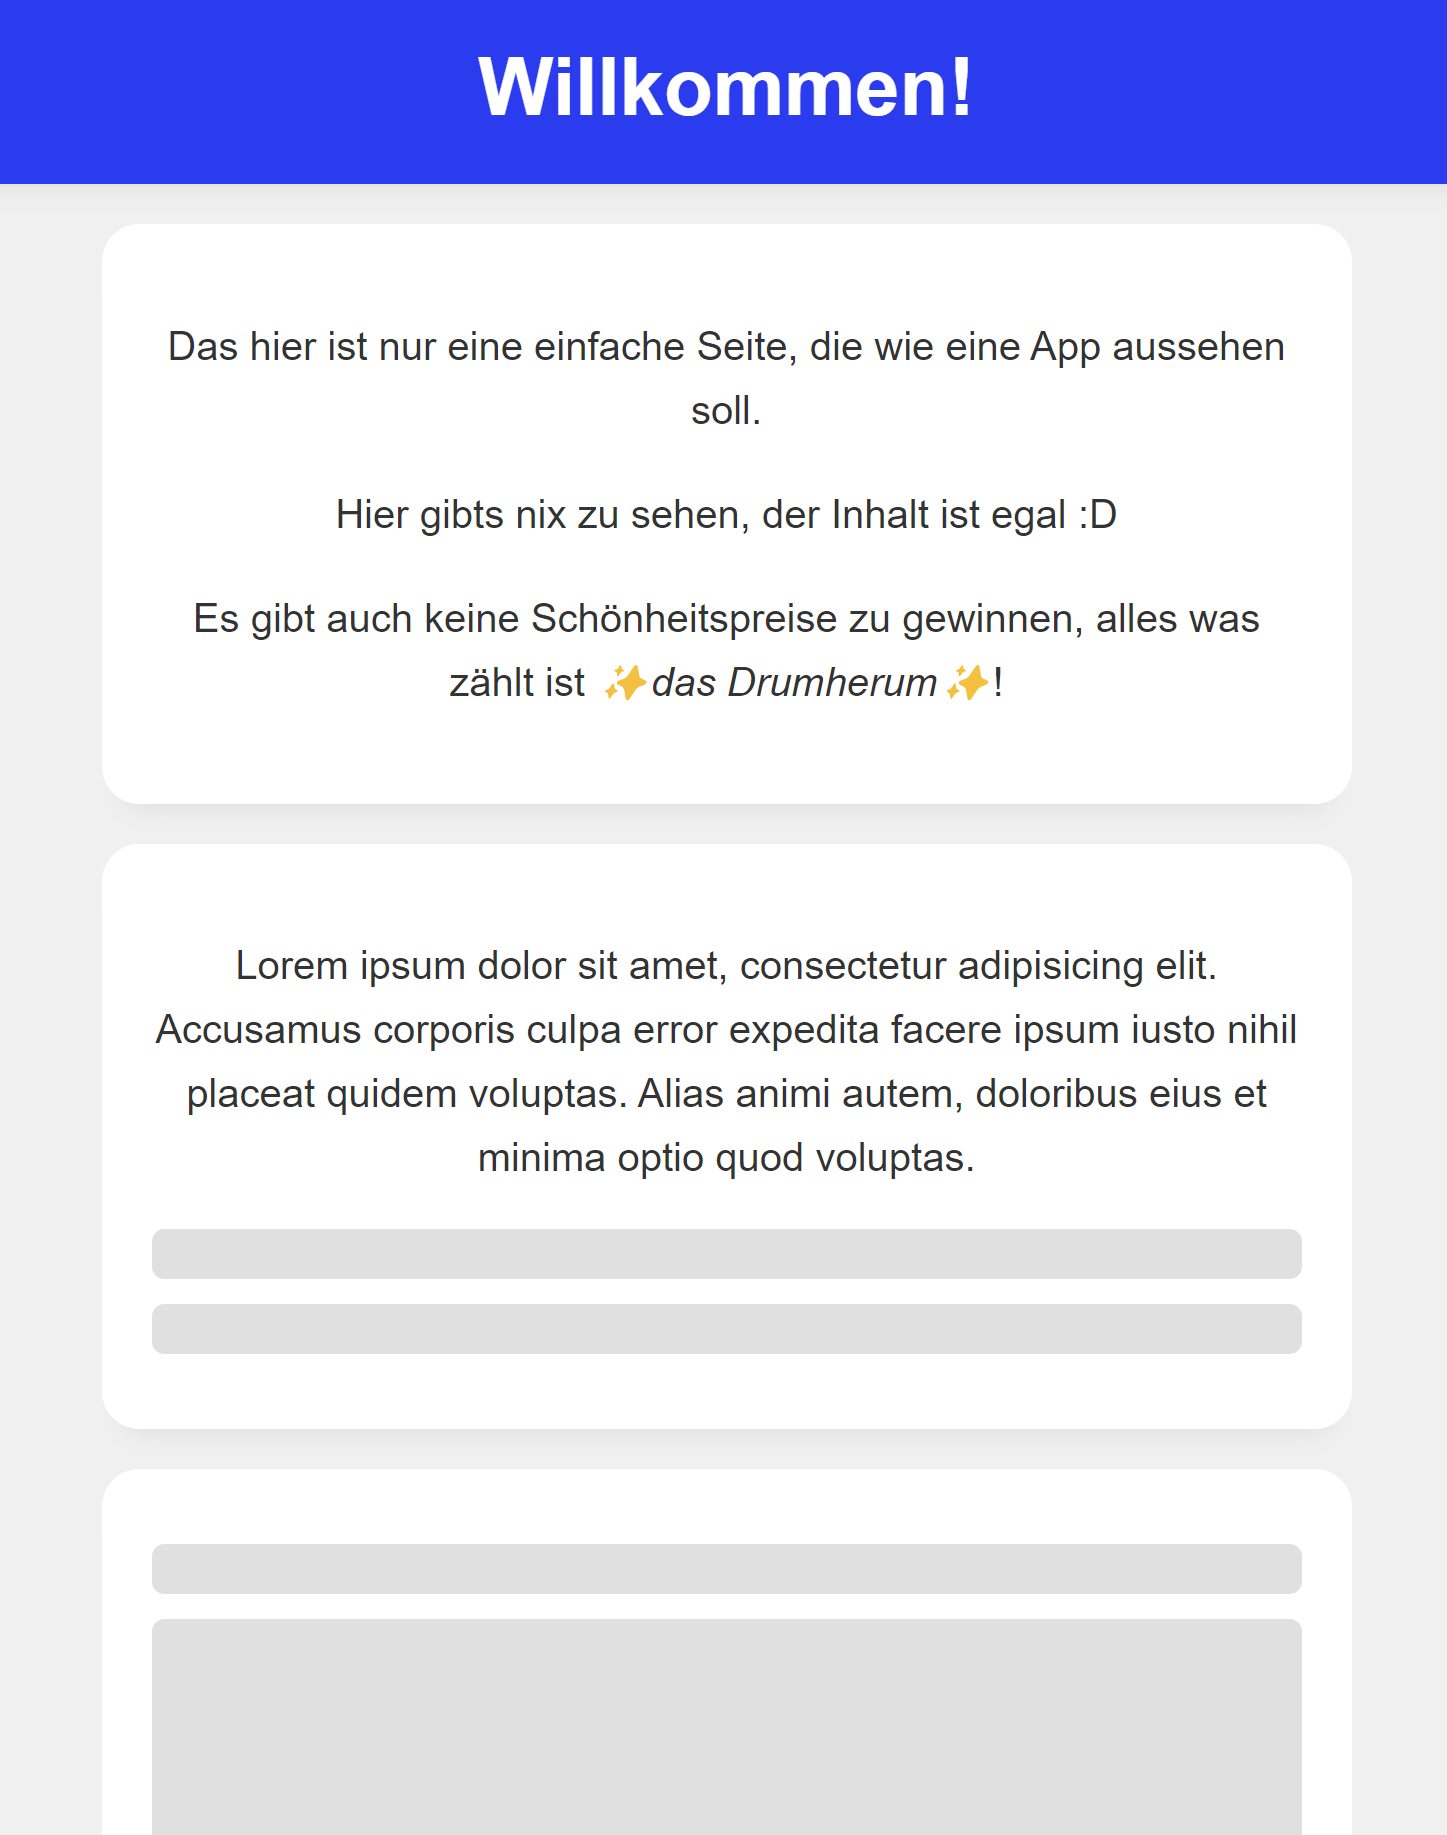 Willkommen!
Das hier ist nur eine einfache Seite, die wie eine App aussehen
soll.
Hier gibts nix zu sehen, der Inhalt ist egal :D
Es gibt auch keine Schönheitspreise zu gewinnen, alles was
zählt ist ✨das Drumherum✨!
Lorem ipsum dolor sit amet, consectetur adipisicing elit.
Accusamus corporis culpa error expedita facere ipsum iusto nihil
placeat quidem voluptas. Alias animi autem, doloribus eius et
minima optio quod voluptas.